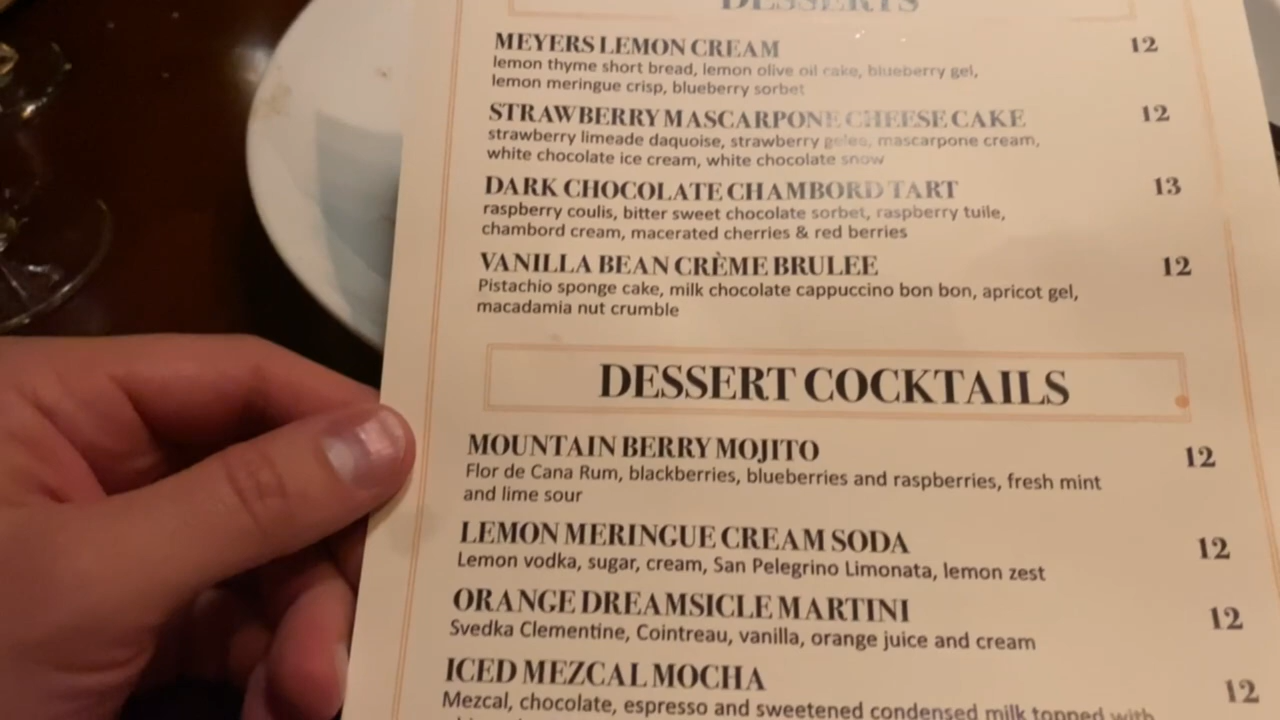 DESSERTS
MEYERS LEMON CREAM 12
lemon thyme short bread, lemon olive oil cake, blueberry gel,
lemon meringue crisp, blueberry sorbet
STRAWBERRY MASCARPONE CHEESE CAKE 12
strawberry limeade daquoise, strawberry gelee, mascarpone cream,
white chocolate ice cream, white chocolate snow
DARK CHOCOLATE CHAMBORD TART 13
raspberry coulis, bitter sweet chocolate sorbet, raspberry tuile,
chambord cream, macerated cherries & red berries
VANILLA BEAN CRÈME BRULEE 12
Pistachio sponge cake, milk chocolate cappuccino bon bon, apricot gel,
macadamia nut crumble
DESSERT COCKTAILS
MOUNTAIN BERRY MOJITO 12
Flor de Cana Rum, blackberries, blueberries and raspberries, fresh mint
and lime sour
LEMON MERINGUE CREAM SODA 12
Lemon vodka, sugar, cream, San Pelegrino Limonata, lemon zest
ORANGE DREAMSICLE MARTINI 12
Svedka Clementine, Cointreau, vanilla, orange juice and cream
ICED MEZCAL MOCHA 12
Mezcal, chocolate, espresso and sweetened condensed milk topped with